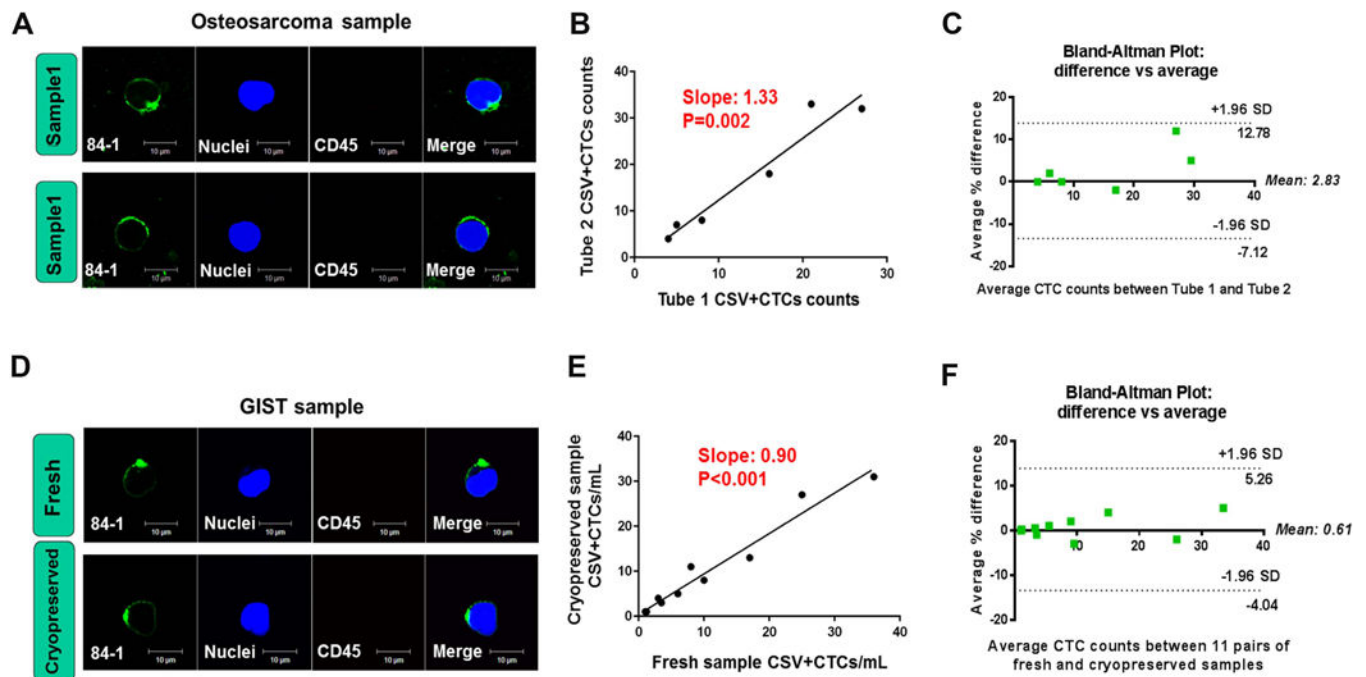 A
Osteosarcoma sample
Sample1
84-1
10 µm
Nuclei
10 µm
CD45
10 µm
Merge
10 µm
Sample1
84-1
10 µm
Nuclei
10 µm
CD45
10 µm
Merge
10 µm
B
Slope: 1.33
P=0.002
Tube 2 CSV+CTCs counts
40
30
20
10
0
0
10
20
30
Tube 1 CSV+CTCs counts
C
Bland-Altman Plot:
difference vs average
Average % difference
20
10
0
-10
-20
10
20
30
40
+1.96 SD
12.78
Mean: 2.83
-1.96 SD
-7.12
Average CTC counts between Tube 1 and Tube 2
D
GIST sample
Fresh
84-1
10 µm
Nuclei
10 µm
CD45
10 µm
Merge
10 µm
Cryopreserved
84-1
10 µm
Nuclei
10 µm
CD45
10 µm
Merge
10 µm
E
Slope: 0.90
P<0.001
Cryopreserved sample
CSV+CTCs/mL
40
30
20
10
0
0
10
20
30
40
Fresh sample CSV+CTCs/mL
F
Bland-Altman Plot:
difference vs average
Average % difference
20
10
0
-10
-20
10
20
30
40
+1.96 SD
5.26
Mean: 0.61
-1.96 SD
-4.04
Average CTC counts between 11 pairs of
fresh and cryopreserved samples